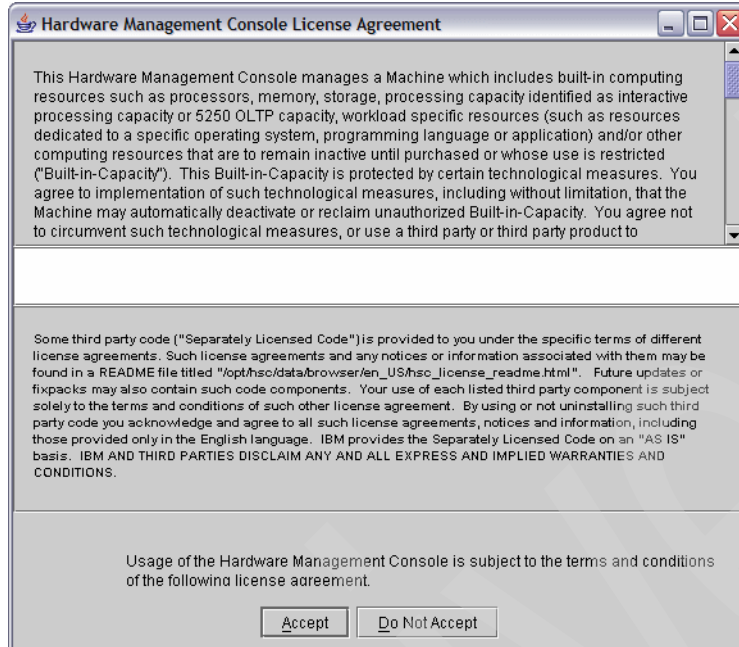 Hardware Management Console License Agreement
This Hardware Management Console manages a Machine which includes built-in computing
resources such as processors, memory, storage, processing capacity identified as interactive
processing capacity or 5250 OLTP capacity, workload specific resources (such as resources
dedicated to a specific operating system, programming language or application) and/or other
computing resources that are to remain inactive until purchased or whose use is restricted
("Built-in-Capacity"). This Built-in-Capacity is protected by certain technological measures. You
agree to implementation of such technological measures, including without limitation, that the
Machine may automatically deactivate or reclaim unauthorized Built-in-Capacity. You agree not
to circumvent such technological measures, or use a third party or third party product to
Some third party code ("Separately Licensed Code") is provided to you under the specific terms of different
license agreements. Such license agreements and any notices or information associated with them may be
found in a README file titled "/opt/hsc/data/browser/en_US/hsc_license_readme.html". Future updates or
fixpacks may also contain such code components. Your use of each listed third party component is subject
solely to the terms and conditions of such other license agreement. By using or not uninstalling such third
party code you acknowledge and agree to all such license agreements, notices and information, including
those provided only in the English language. IBM provides the Separately Licensed Code on an "AS IS"
basis. IBM AND THIRD PARTIES DISCLAIM ANY AND ALL EXPRESS AND IMPLIED WARRANTIES AND
CONDITIONS.
Usage of the Hardware Management Console is subject to the terms and conditions
of the following license agreement.
Accept Do Not Accept